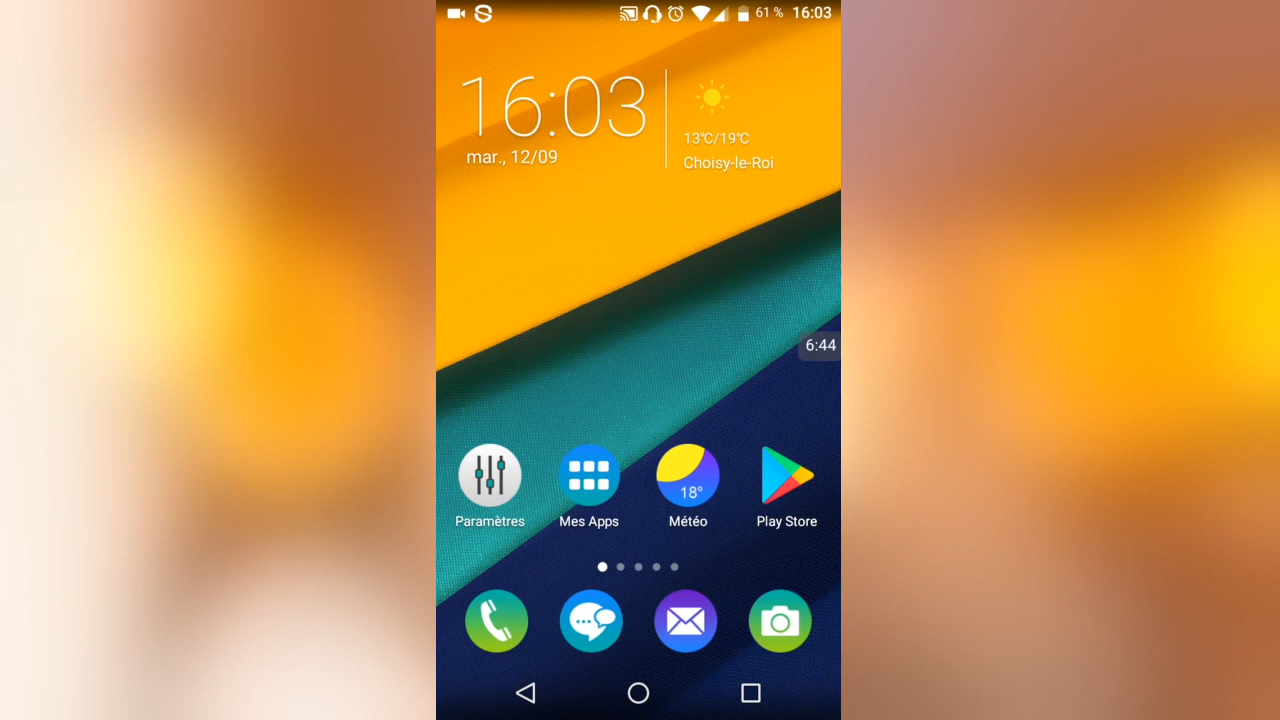 61 % 16:03
16:03
mar., 12/09
13℃/19℃
Choisy-le-Roi
6:44
18°
Paramètres Mes Apps Météo Play Store